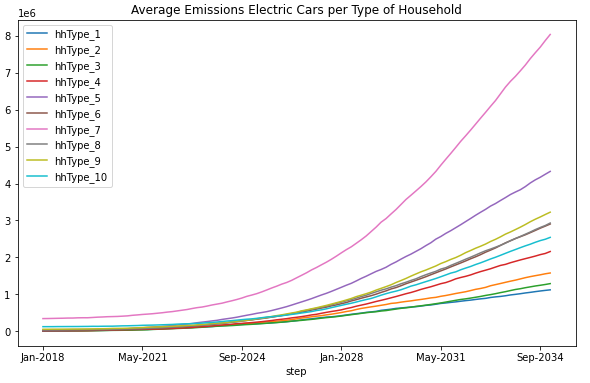 Average Emissions Electric Cars per Type of Household
1e6
8
7
6
5
4
3
2
1
0
hhType_1
hhType_2
hhType_3
hhType_4
hhType_5
hhType_6
hhType_7
hhType_8
hhType_9
hhType_10
Jan-2018 May-2021 Sep-2024 Jan-2028 May-2031 Sep-2034
step